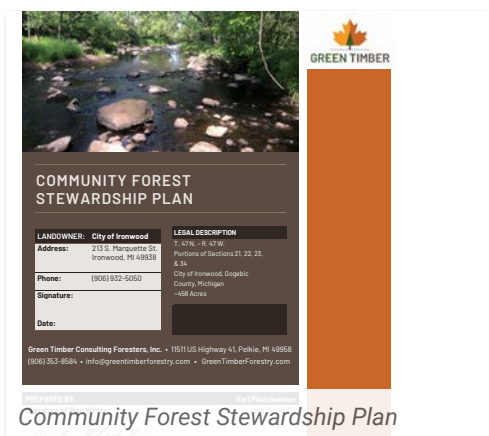 GREEN TIMBER
COMMUNITY FOREST
STEWARDSHIP PLAN
LANDOWNER: City of Ironwood
Address: 213 S. Marquette St.
Ironwood, MI 49938
Phone: (906) 932-5050
Signature:
Date:
LEGAL DESCRIPTION
T. 47 N. - R. 47 W.
Portions of Sections 21, 22, 23,
& 34
City of Ironwood, Gogebic
County, Michigan
~458 Acres
Green Timber Consulting Foresters, Inc. • 11511 US Highway 41, Pelkie, MI 49958
(906) 353-8584 • info@greentimberforestry.com • GreenTimberForestry.com
PREPARED BY
Community Forest Stewardship Plan